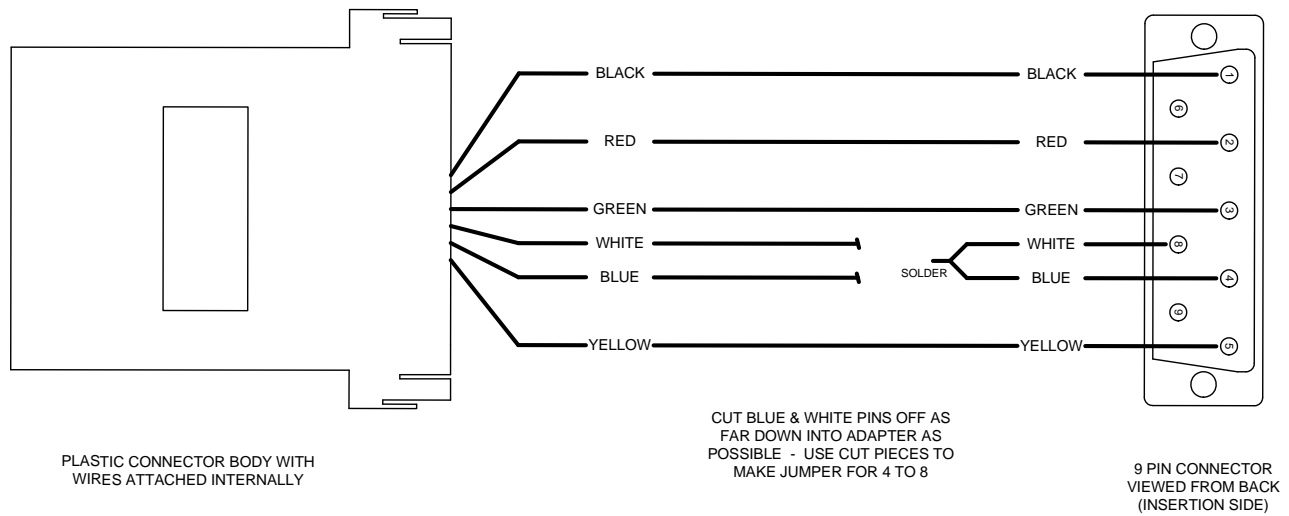 BLACK BLACK 1
6
RED RED 2
7
GREEN GREEN 3
WHITE WHITE 8
SOLDER
BLUE BLUE 4
9
YELLOW YELLOW 5
CUT BLUE & WHITE PINS OFF AS
FAR DOWN INTO ADAPTER AS
POSSIBLE - USE CUT PIECES TO
MAKE JUMPER FOR 4 TO 8
PLASTIC CONNECTOR BODY WITH
WIRES ATTACHED INTERNALLY
9 PIN CONNECTOR
VIEWED FROM BACK
(INSERTION SIDE)